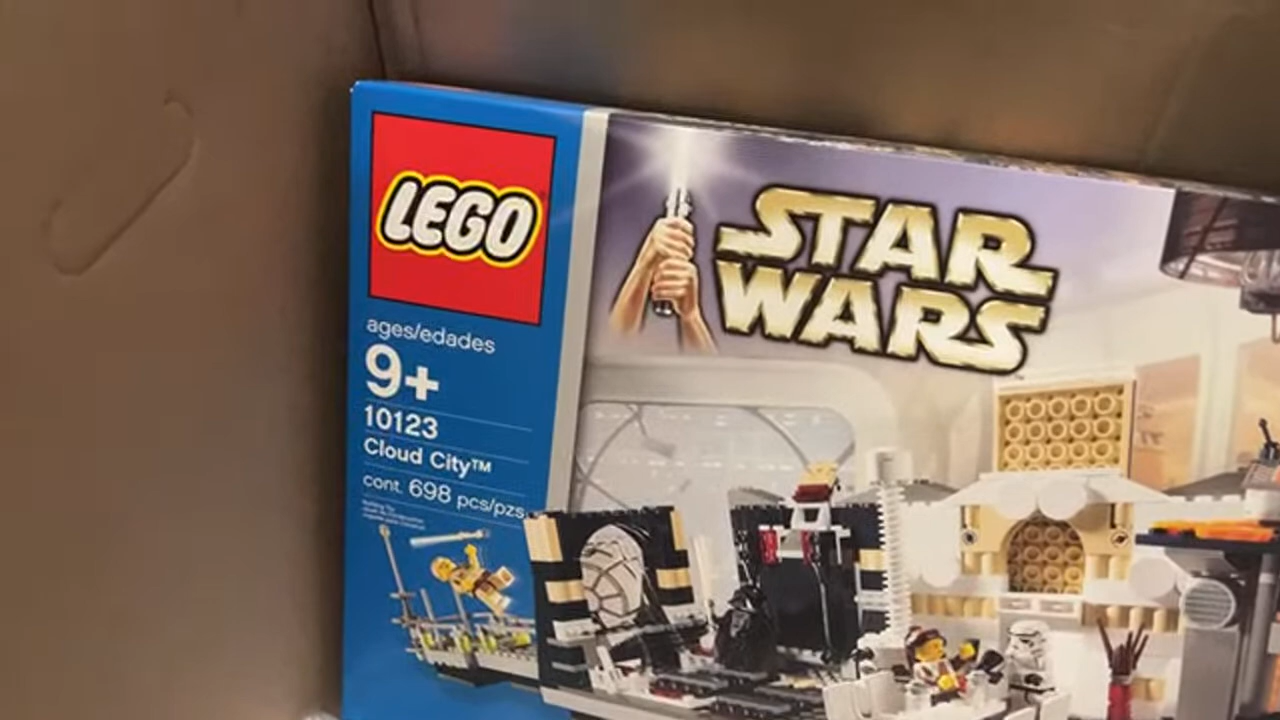 LEGO
STAR
WARS
ages/edades
9+
10123
Cloud City™
cont. 698 pcs/pzs